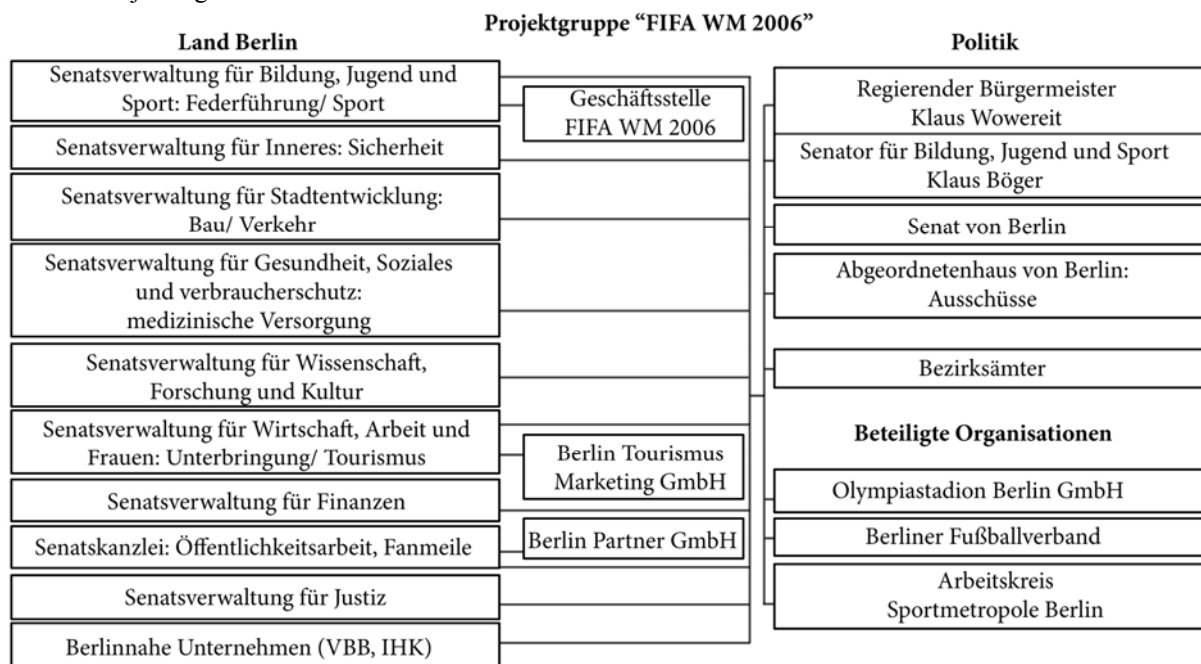 Projektgruppe “FIFA WM 2006”
Land Berlin
Senatsverwaltung für Bildung, Jugend und
Sport: Federführung/ Sport
Geschäftsstelle
FIFA WM 2006
Senatsverwaltung für Inneres: Sicherheit
Senatsverwaltung für Stadtentwicklung:
Bau/ Verkehr
Senatsverwaltung für Gesundheit, Soziales
und verbraucherschutz:
medizinische Versorgung
Senatsverwaltung für Wissenschaft,
Forschung und Kultur
Senatsverwaltung für Wirtschaft, Arbeit und
Frauen: Unterbringung/ Tourismus
Berlin Tourismus
Marketing GmbH
Senatsverwaltung für Finanzen
Senatskanzlei: Öffentlichkeitsarbeit, Fanmeile
Berlin Partner GmbH
Senatsverwaltung für Justiz
Berlinnahe Unternehmen (VBB, IHK)
Politik
Regierender Bürgermeister
Klaus Wowereit
Senator für Bildung, Jugend und Sport
Klaus Böger
Senat von Berlin
Abgeordnetenhaus von Berlin:
Ausschüsse
Bezirksämter
Beteiligte Organisationen
Olympiastadion Berlin GmbH
Berliner Fußballverband
Arbeitskreis
Sportmetropole Berlin